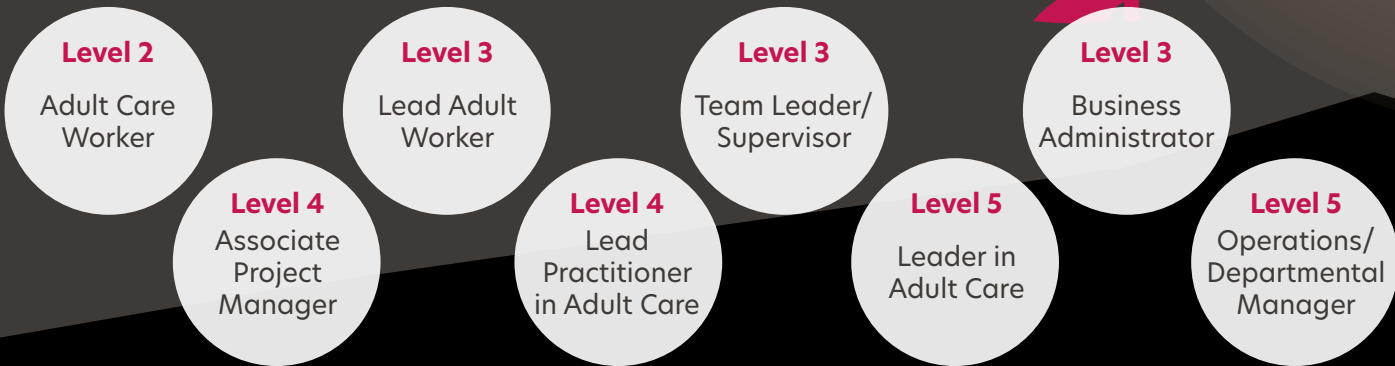 Level 2
Adult Care
Worker
Level 3
Lead Adult
Worker
Level 3
Team Leader/
Supervisor
Level 3
Business
Administrator
Level 4
Associate
Project
Manager
Level 4
Lead
Practitioner
in Adult Care
Level 5
Leader in
Adult Care
Level 5
Operations/
Departmental
Manager